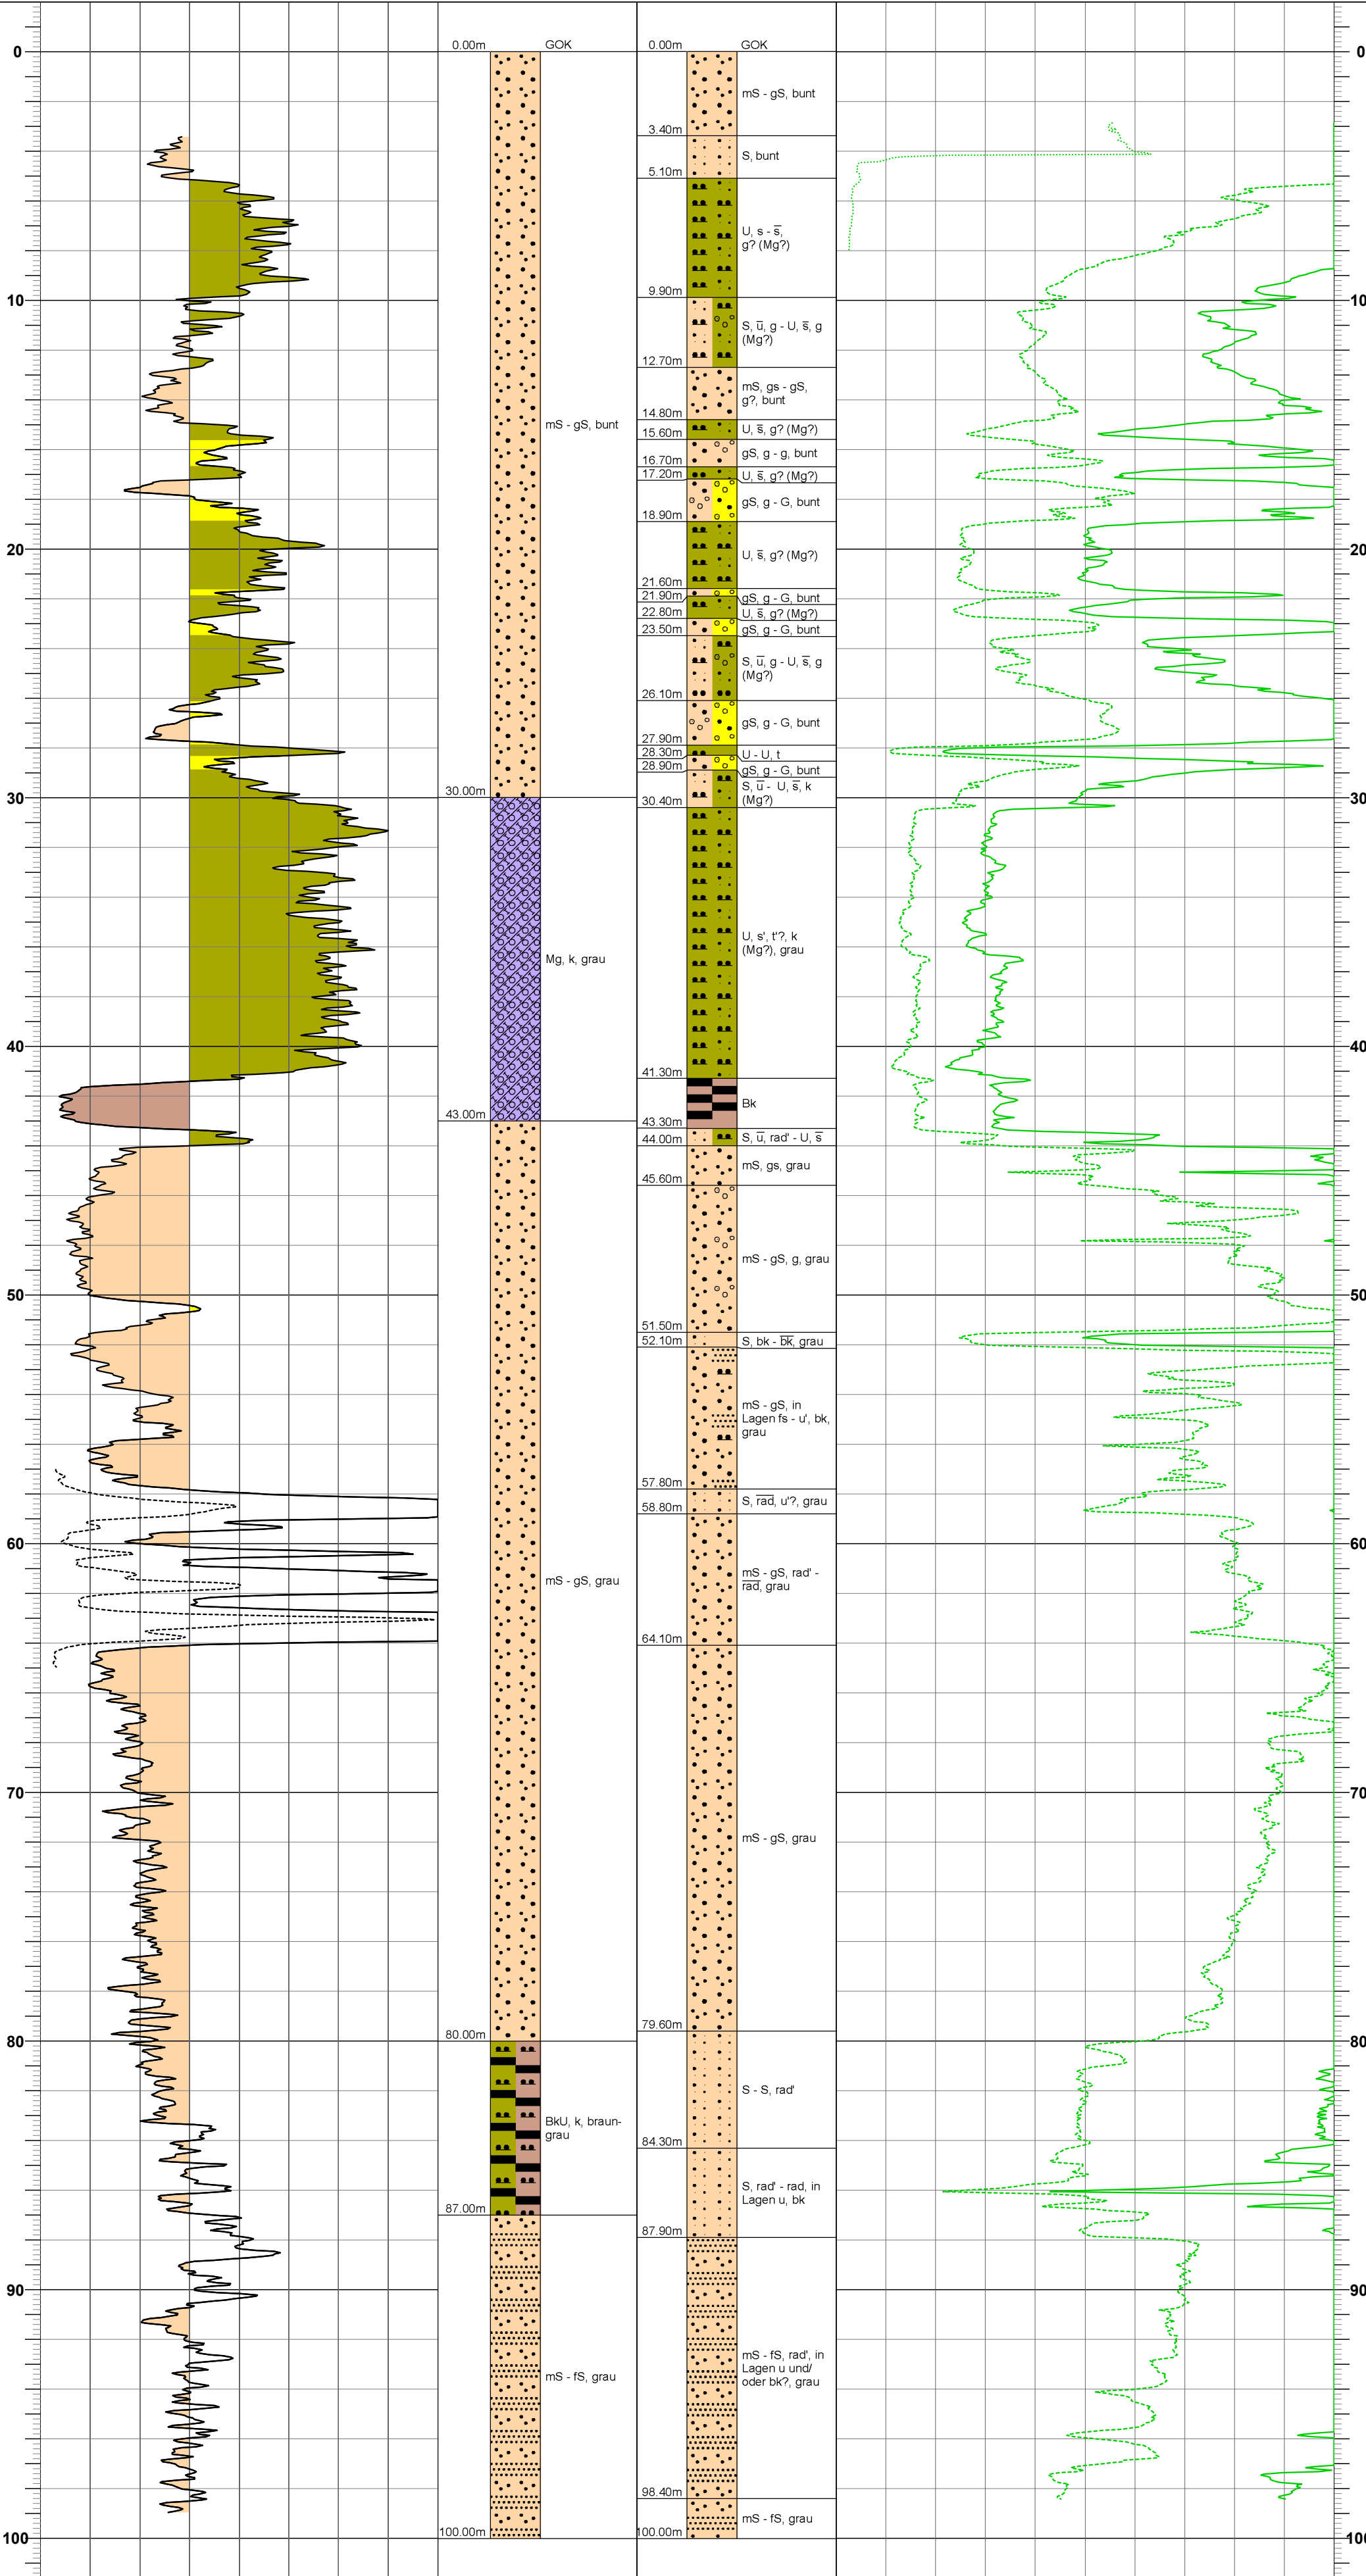 0.00m GOK 0.00m GOK
0 0
mS - gS, bunt
3.40m
S, bunt
5.10m
U, s - s̅,
g? (Mg?)
9.90m
10 10
S, u̅, g - U, s̅, g
(Mg?)
12.70m
mS, gs - gS,
g?, bunt
14.80m
mS - gS, bunt
U, s̅, g? (Mg?)
15.60m
gS, g - g, bunt
16.70m
17.20m
U, s̅, g? (Mg?)
gS, g - G, bunt
18.90m
20 20
U, s̅, g? (Mg?)
21.60m
21.90m
gS, g - G, bunt
22.80m
U, s̅, g? (Mg?)
23.50m
gS, g - G, bunt
S, u̅, g - U, s̅, g
(Mg?)
26.10m
gS, g - G, bunt
27.90m
28.30m
U - U, t
28.90m
gS, g - G, bunt
S, u̅ - U, s̅, k
(Mg?)
30.00m
30 30
30.40m
U, s', t'?, k
(Mg?), grau
Mg, k, grau
40 40
41.30m
Bk
43.00m
43.30m
44.00m
S, u̅, rad' - U, s̅
mS, gs, grau
45.60m
mS - gS, g, grau
50 50
51.50m
52.10m
S, bk - b̅k̅, grau
mS - gS, in
Lagen fs - u', bk,
grau
57.80m
S, r̅a̅d̅, u'?, grau
58.80m
60 60
mS - gS, rad' -
r̅a̅d̅, grau
mS - gS, grau
64.10m
70 70
mS - gS, grau
79.60m
80.00m
80 80
S - S, rad'
BkU, k, braun-
grau
84.30m
S, rad' - rad, in
Lagen u, bk
87.00m
87.90m
90 90
mS - fS, rad', in
Lagen u und/
oder bk?, grau
mS - fS, grau
98.40m
mS - fS, grau
100.00m 100.00m
100 100